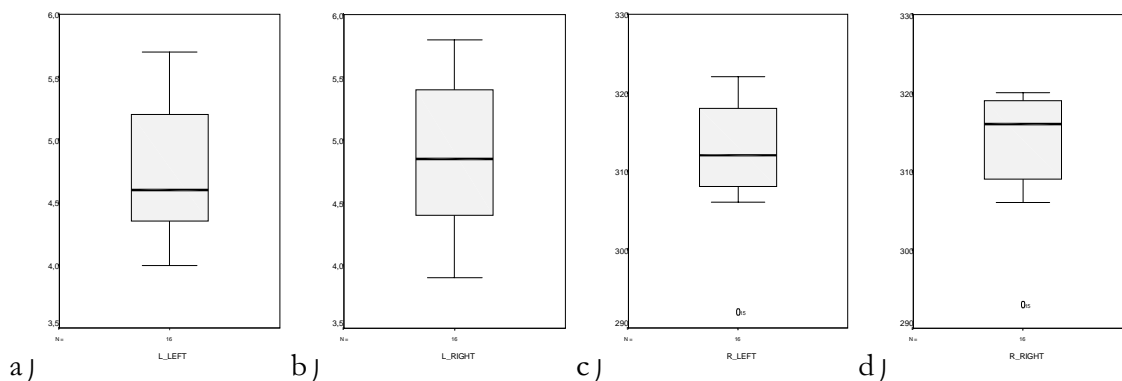 a)
6,0
5,5
5,0
4,5
4,0
3,5
N =
16
L_LEFT
b)
6,0
5,5
5,0
4,5
4,0
3,5
N =
16
L_RIGHT
c)
330
320
310
300
290
N =
16
R_LEFT
d)
330
320
310
300
290
N =
16
R_RIGHT